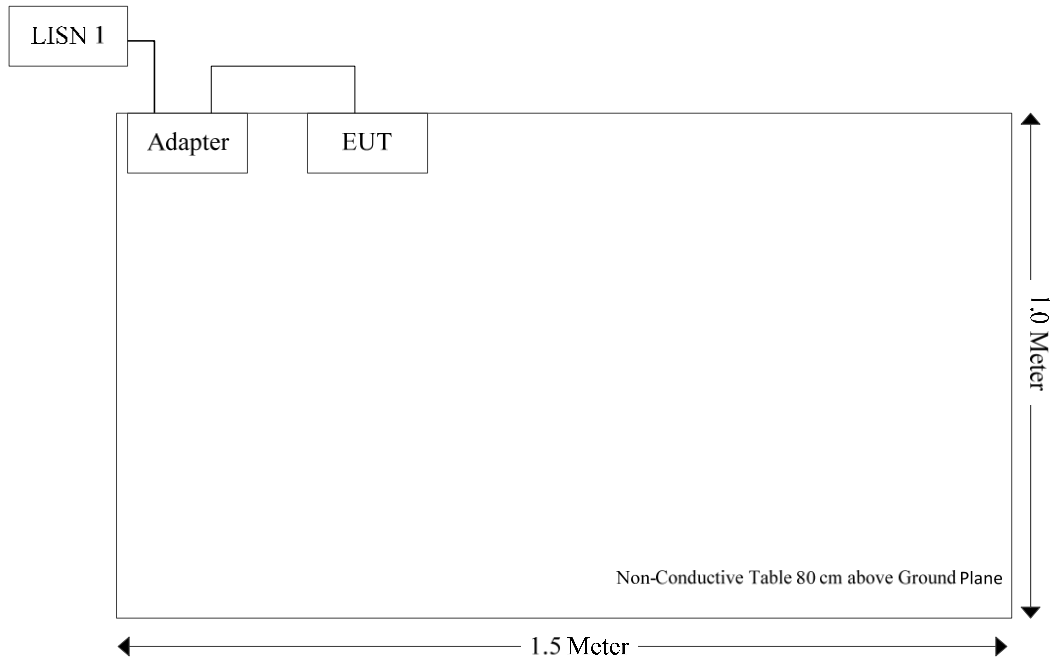 LISN 1
Adapter
EUT
1.0 Meter
Non-Conductive Table 80 cm above Ground Plane
1.5 Meter